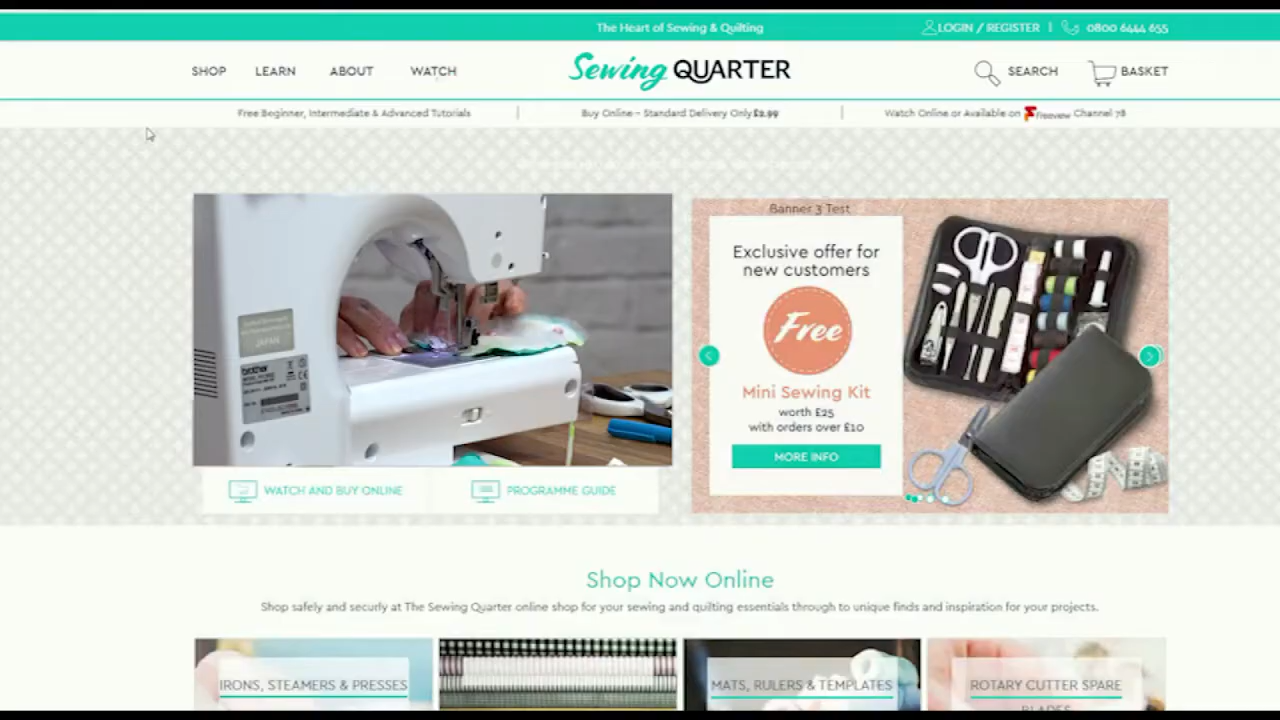 The Heart of Sewing & Quilting
LOGIN / REGISTER | 0800 6444 655
SHOP LEARN ABOUT WATCH
Sewing QUARTER
SEARCH BASKET
Free Beginner, Intermediate & Advanced Tutorials | Buy Online - Standard Delivery Only £2.99 | Watch Online or Available on Freeview Channel 78
Banner 3 Test
Exclusive offer for
new customers
Free
Mini Sewing Kit
worth £25
with orders over £10
MORE INFO
JAPAN
brother
WATCH AND BUY ONLINE PROGRAMME GUIDE
Shop Now Online
Shop safely and securly at The Sewing Quarter online shop for your sewing and quilting essentials through to unique finds and inspiration for your projects.
IRONS, STEAMERS & PRESSES
MATS, RULERS & TEMPLATES
ROTARY CUTTER SPARE
BLADES